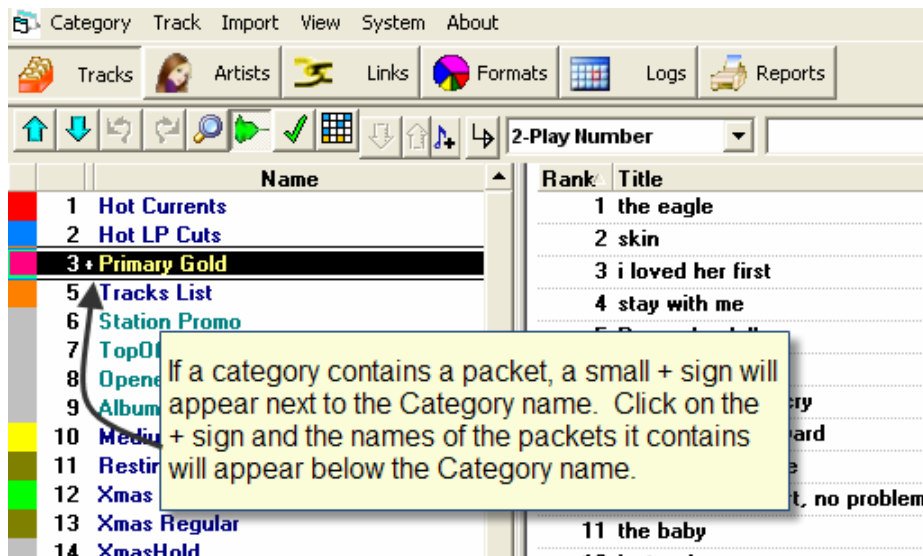 Category Track Import View System About
Tracks Artists Links Formats Logs Reports
2-Play Number
Name
1 Hot Currents
2 Hot LP Cuts
3 + Primary Gold
5 Tracks List
6 Station Promo
7
8
9 Album
10
11
12 Xmas
13 Xmas Regular
14 XmasHold
Rank Title
1 the eagle
2 skin
3 i loved her first
4 stay with me
t, no problem
11 the baby
If a category contains a packet, a small + sign will
appear next to the Category name. Click on the
+ sign and the names of the packets it contains
will appear below the Category name.